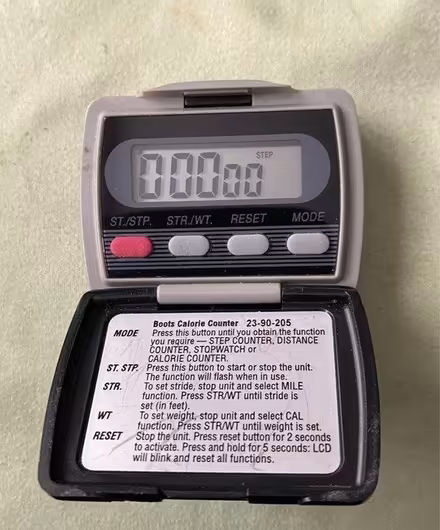 STEP
00000
ST./STP. STR./WT. RESET MODE
Boots Calorie Counter 23-90-205
MODE Press this button until you obtain the function
you require — STEP COUNTER, DISTANCE
COUNTER, STOPWATCH or
CALORIE COUNTER.
ST. STP. Press this button to start or stop the unit.
The function will flash when in use.
STR. To set stride, stop unit and select MILE
function. Press STR/WT until stride is
set (in feet).
WT To set weight, stop unit and select CAL
function. Press STR/WT until weight is set.
RESET Stop the unit. Press reset button for 2 seconds
to activate. Press and hold for 5 seconds: LCD
will blink and reset all functions.